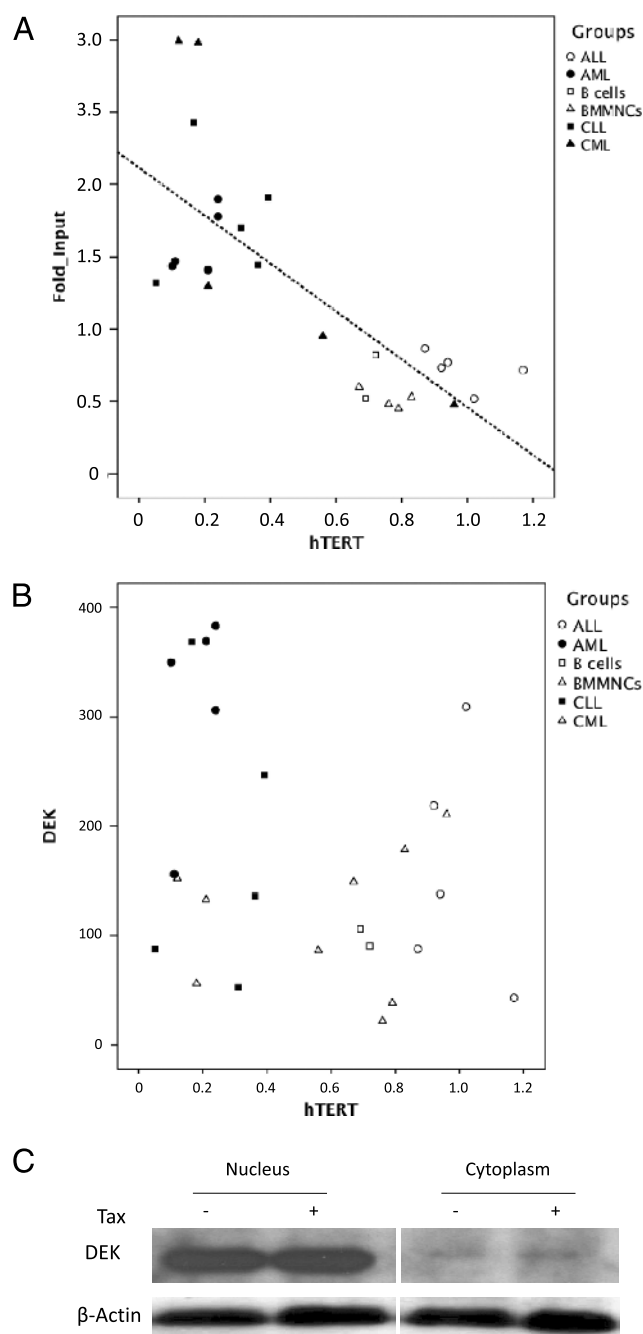 A
Groups
ALL
AML
B cells
BMMNCs
CLL
CML
3.0
3.5
2.0
1.5
1.0
0.5
0
Fold_Input
0 0.2 0.4 0.6 0.8 1.0 1.2
hTERT
B
Groups
ALL
AML
B cells
BMMNCs
CLL
CML
400
300
200
100
0
DEK
0 0.2 0.4 0.6 0.8 1.0 1.2
hTERT
C
Nucleus Cytoplasm
Tax - + - +
DEK
β-Actin